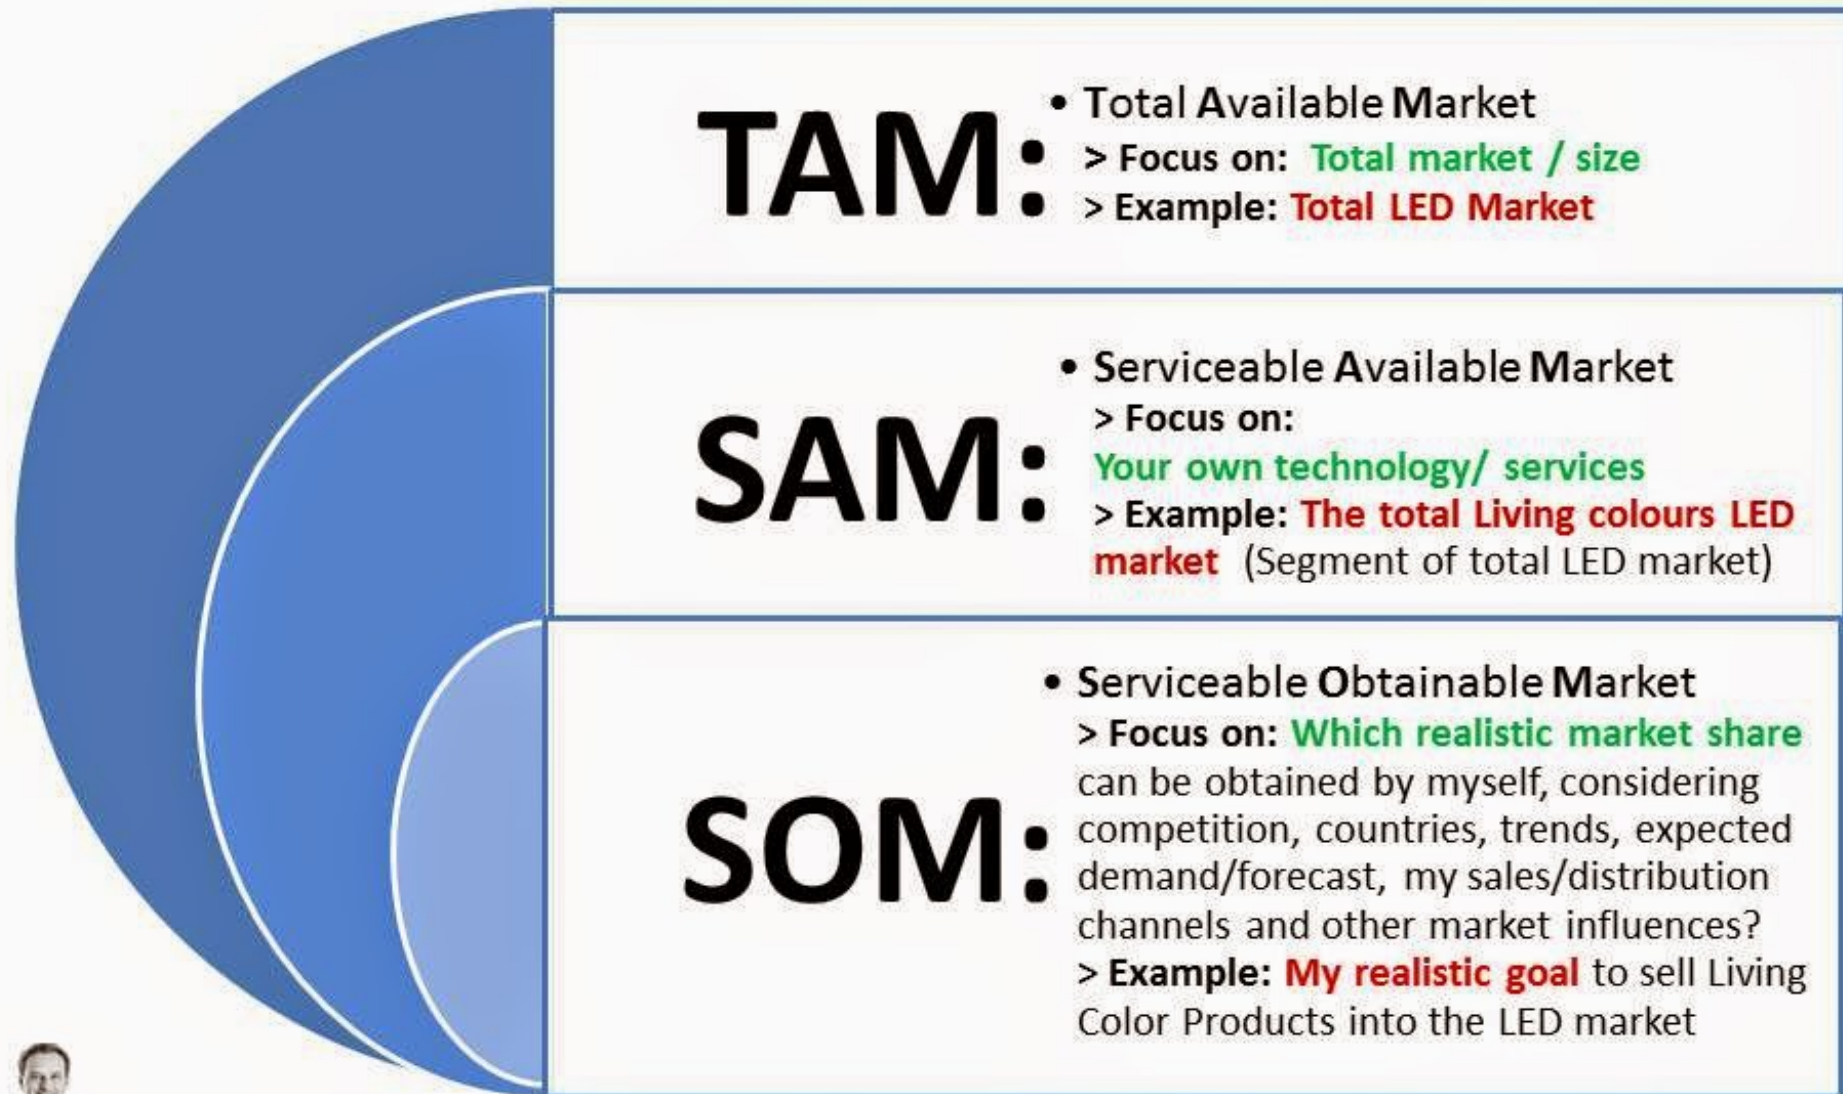 TAM:
• Total Available Market
> Focus on: Total market / size
> Example: Total LED Market
SAM:
• Serviceable Available Market
> Focus on:
Your own technology/ services
> Example: The total Living colours LED
market (Segment of total LED market)
SOM:
• Serviceable Obtainable Market
> Focus on: Which realistic market share
can be obtained by myself, considering
competition, countries, trends, expected
demand/forecast, my sales/distribution
channels and other market influences?
> Example: My realistic goal to sell Living
Color Products into the LED market